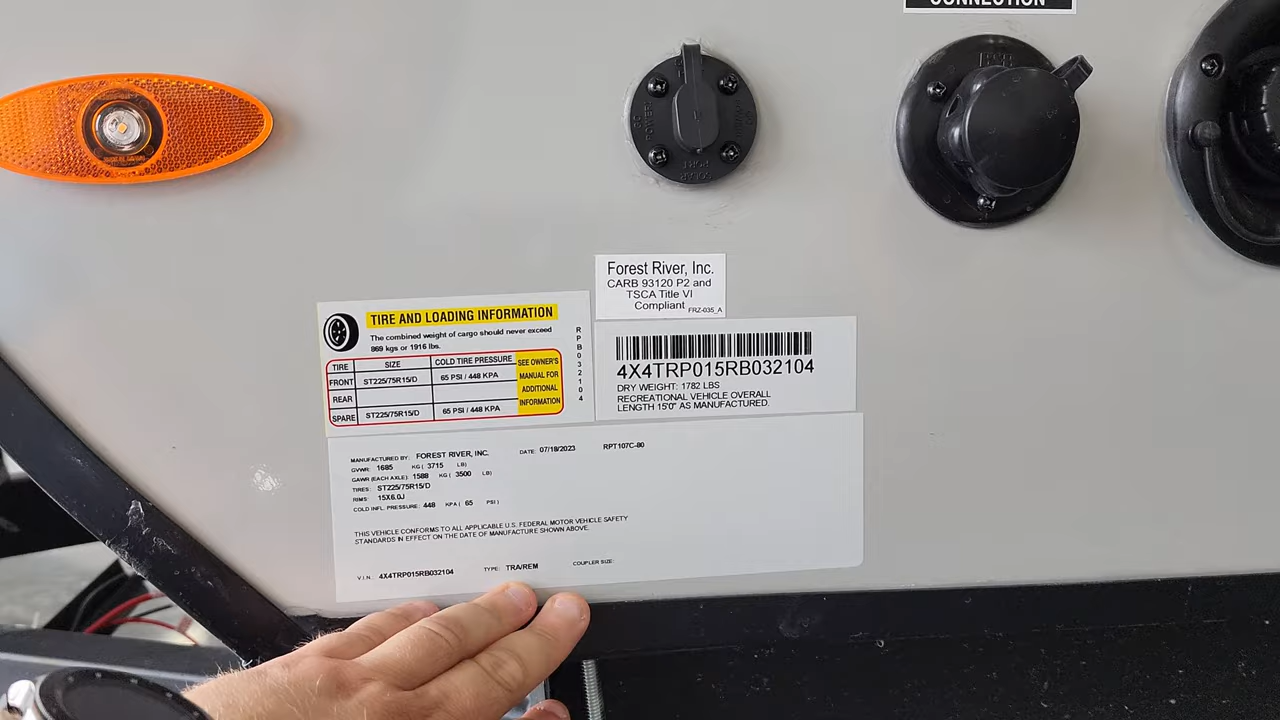 CONNECTION
SOLAR
PORT
Forest River, Inc.
CARB 93120 P2 and
TSCA Title VI
Compliant FRZ-035_A
TIRE AND LOADING INFORMATION
The combined weight of cargo should never exceed
869 kgs or 1916 lbs.
TIRE SIZE COLD TIRE PRESSURE
FRONT ST225/75R15/D 65 PSI / 448 KPA
REAR
SPARE ST225/75R15/D 65 PSI / 448 KPA
SEE OWNER'S
MANUAL FOR
ADDITIONAL
INFORMATION
RPB032104
4X4TRP015RB032104
DRY WEIGHT: 1782 LBS
RECREATIONAL VEHICLE OVERALL
LENGTH 15'0" AS MANUFACTURED.
MANUFACTURED BY: FOREST RIVER, INC. DATE: 07/18/2023 RPT107C-80
GVWR: 1685 KG ( 3715 LB)
GAWR (EACH AXLE): 1588 KG ( 3500 LB)
TIRES: ST225/75R15/D
RIMS: 15X6.0J
COLD INFL. PRESSURE: 448 KPA ( 65 PSI )
THIS VEHICLE CONFORMS TO ALL APPLICABLE U.S. FEDERAL MOTOR VEHICLE SAFETY
STANDARDS IN EFFECT ON THE DATE OF MANUFACTURE SHOWN ABOVE.
V.I.N.: 4X4TRP015RB032104 TYPE: TRA/REM COUPLER SIZE: